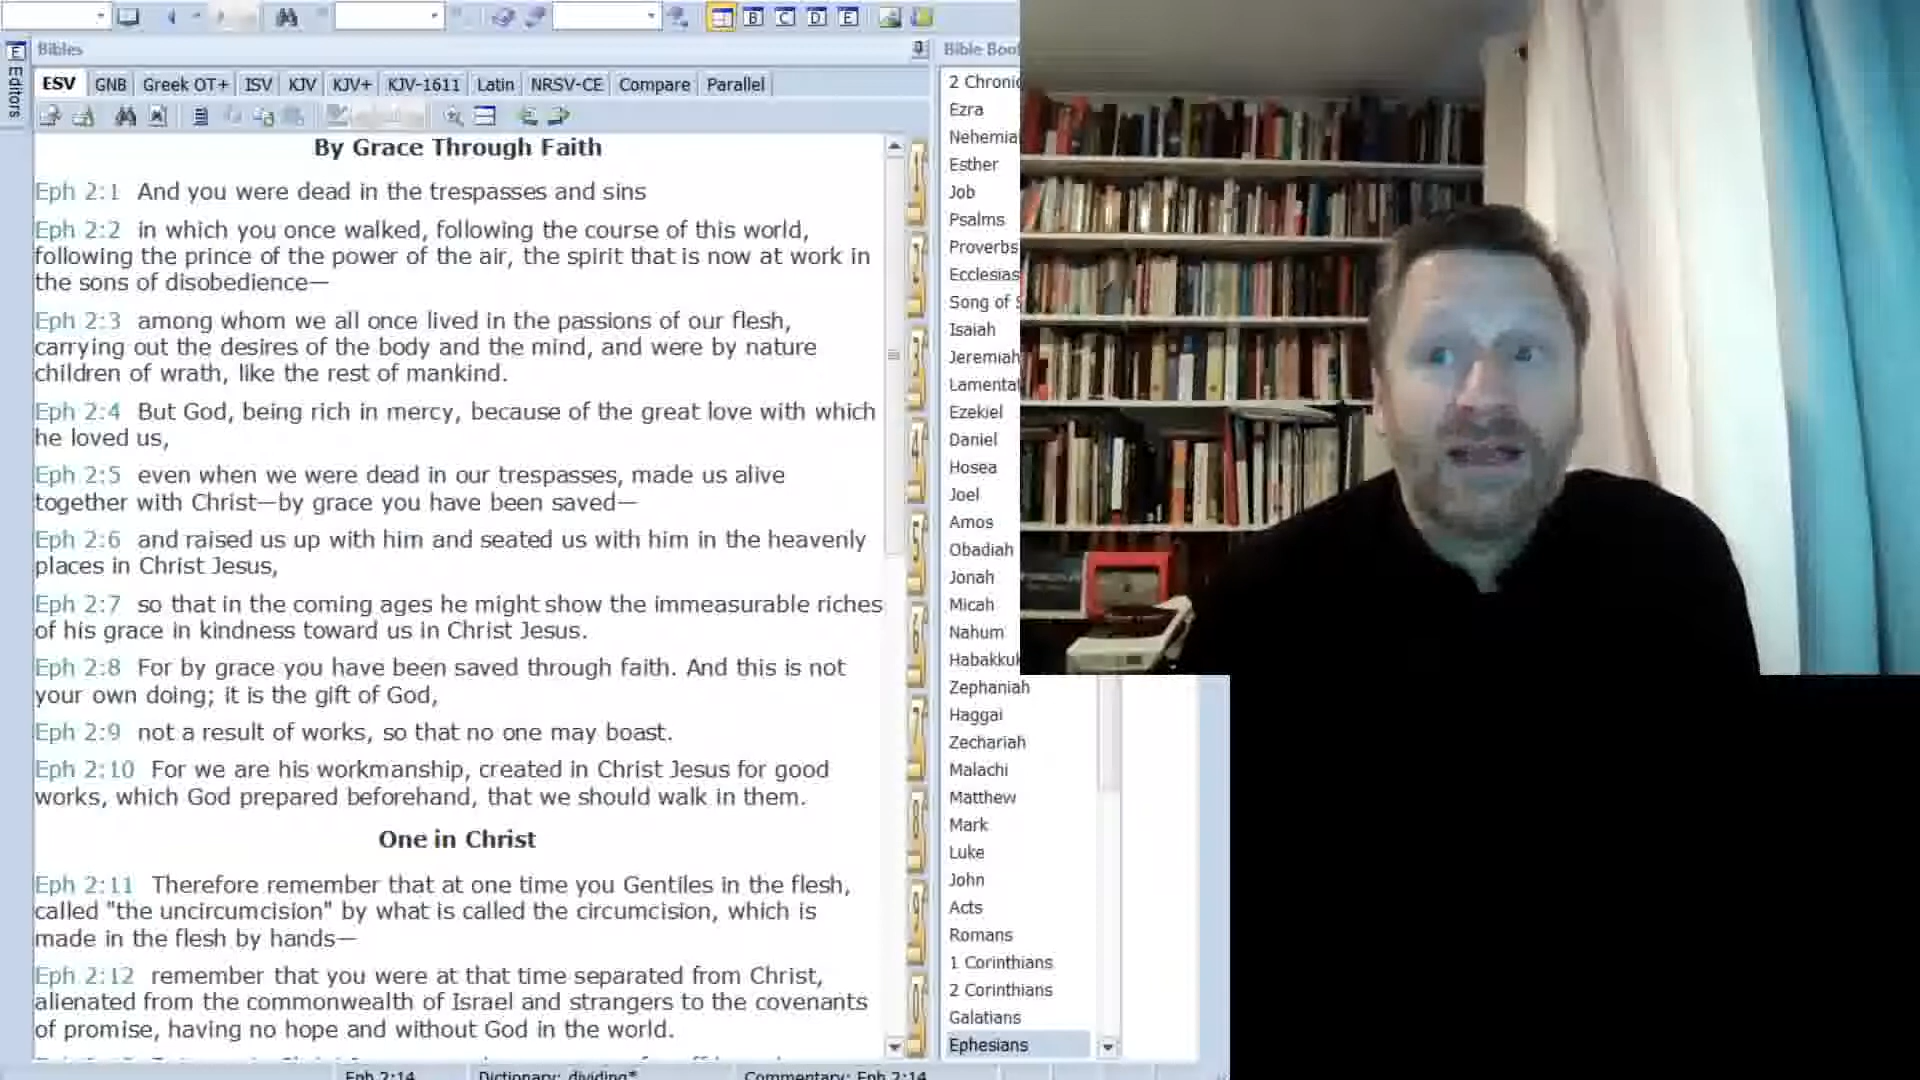 B C D E
Bibles
Editors
ESV GNB Greek OT+ ISV KJV KJV+ KJV-1611 Latin NRSV-CE Compare Parallel
By Grace Through Faith
Eph 2:1 And you were dead in the trespasses and sins
Eph 2:2 in which you once walked, following the course of this world,
following the prince of the power of the air, the spirit that is now at work in
the sons of disobedience—
Eph 2:3 among whom we all once lived in the passions of our flesh,
carrying out the desires of the body and the mind, and were by nature
children of wrath, like the rest of mankind.
Eph 2:4 But God, being rich in mercy, because of the great love with which
he loved us,
Eph 2:5 even when we were dead in our trespasses, made us alive
together with Christ—by grace you have been saved—
Eph 2:6 and raised us up with him and seated us with him in the heavenly
places in Christ Jesus,
Eph 2:7 so that in the coming ages he might show the immeasurable riches
of his grace in kindness toward us in Christ Jesus.
Eph 2:8 For by grace you have been saved through faith. And this is not
your own doing; it is the gift of God,
Eph 2:9 not a result of works, so that no one may boast.
Eph 2:10 For we are his workmanship, created in Christ Jesus for good
works, which God prepared beforehand, that we should walk in them.
One in Christ
Eph 2:11 Therefore remember that at one time you Gentiles in the flesh,
called "the uncircumcision" by what is called the circumcision, which is
made in the flesh by hands—
Eph 2:12 remember that you were at that time separated from Christ,
alienated from the commonwealth of Israel and strangers to the covenants
of promise, having no hope and without God in the world.
1
2
3
4
5
6
7
8
9
0
Bible Boo
2 Chronic
Ezra
Nehemia
Esther
Job
Psalms
Proverbs
Ecclesias
Song of S
Isaiah
Jeremiah
Lamenta
Ezekiel
Daniel
Hosea
Joel
Amos
Obadiah
Jonah
Micah
Nahum
Habakkuk
Zephaniah
Haggai
Zechariah
Malachi
Matthew
Mark
Luke
John
Acts
Romans
1 Corinthians
2 Corinthians
Galatians
Ephesians
Eph 2:14 Dictionary: dividing* Commentary: Eph 2:14